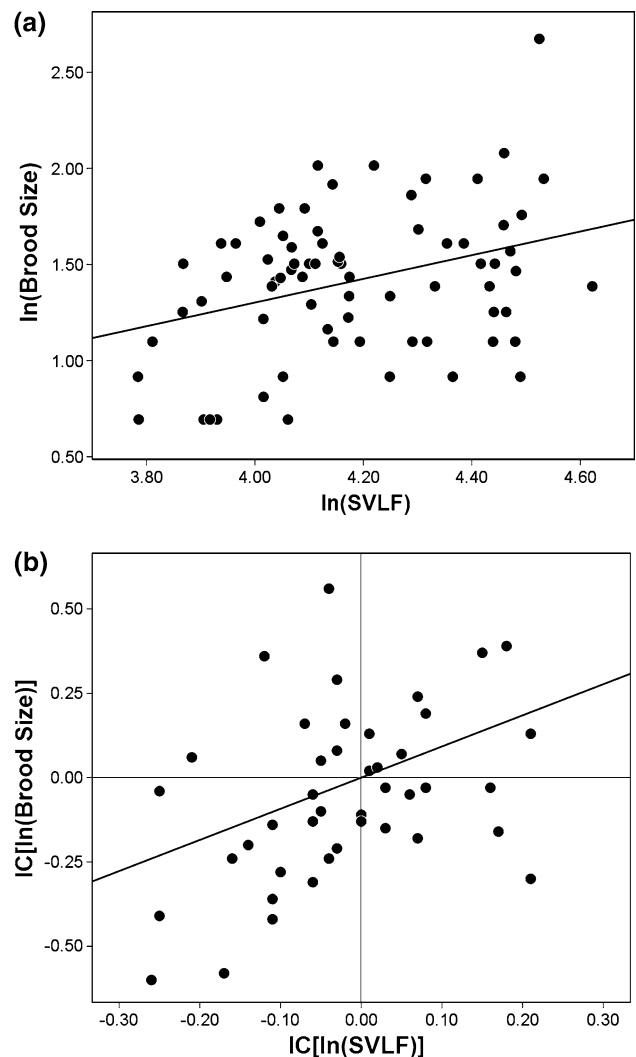 (a)
ln(Brood Size)
2.50
2.00
1.50
1.00
0.50
3.80 4.00 4.20 4.40 4.60
ln(SVLF)
(b)
IC[ln(Brood Size)]
0.50
0.25
0.00
-0.25
-0.50
-0.30 -0.20 -0.10 0.00 0.10 0.20 0.30
IC[ln(SVLF)]